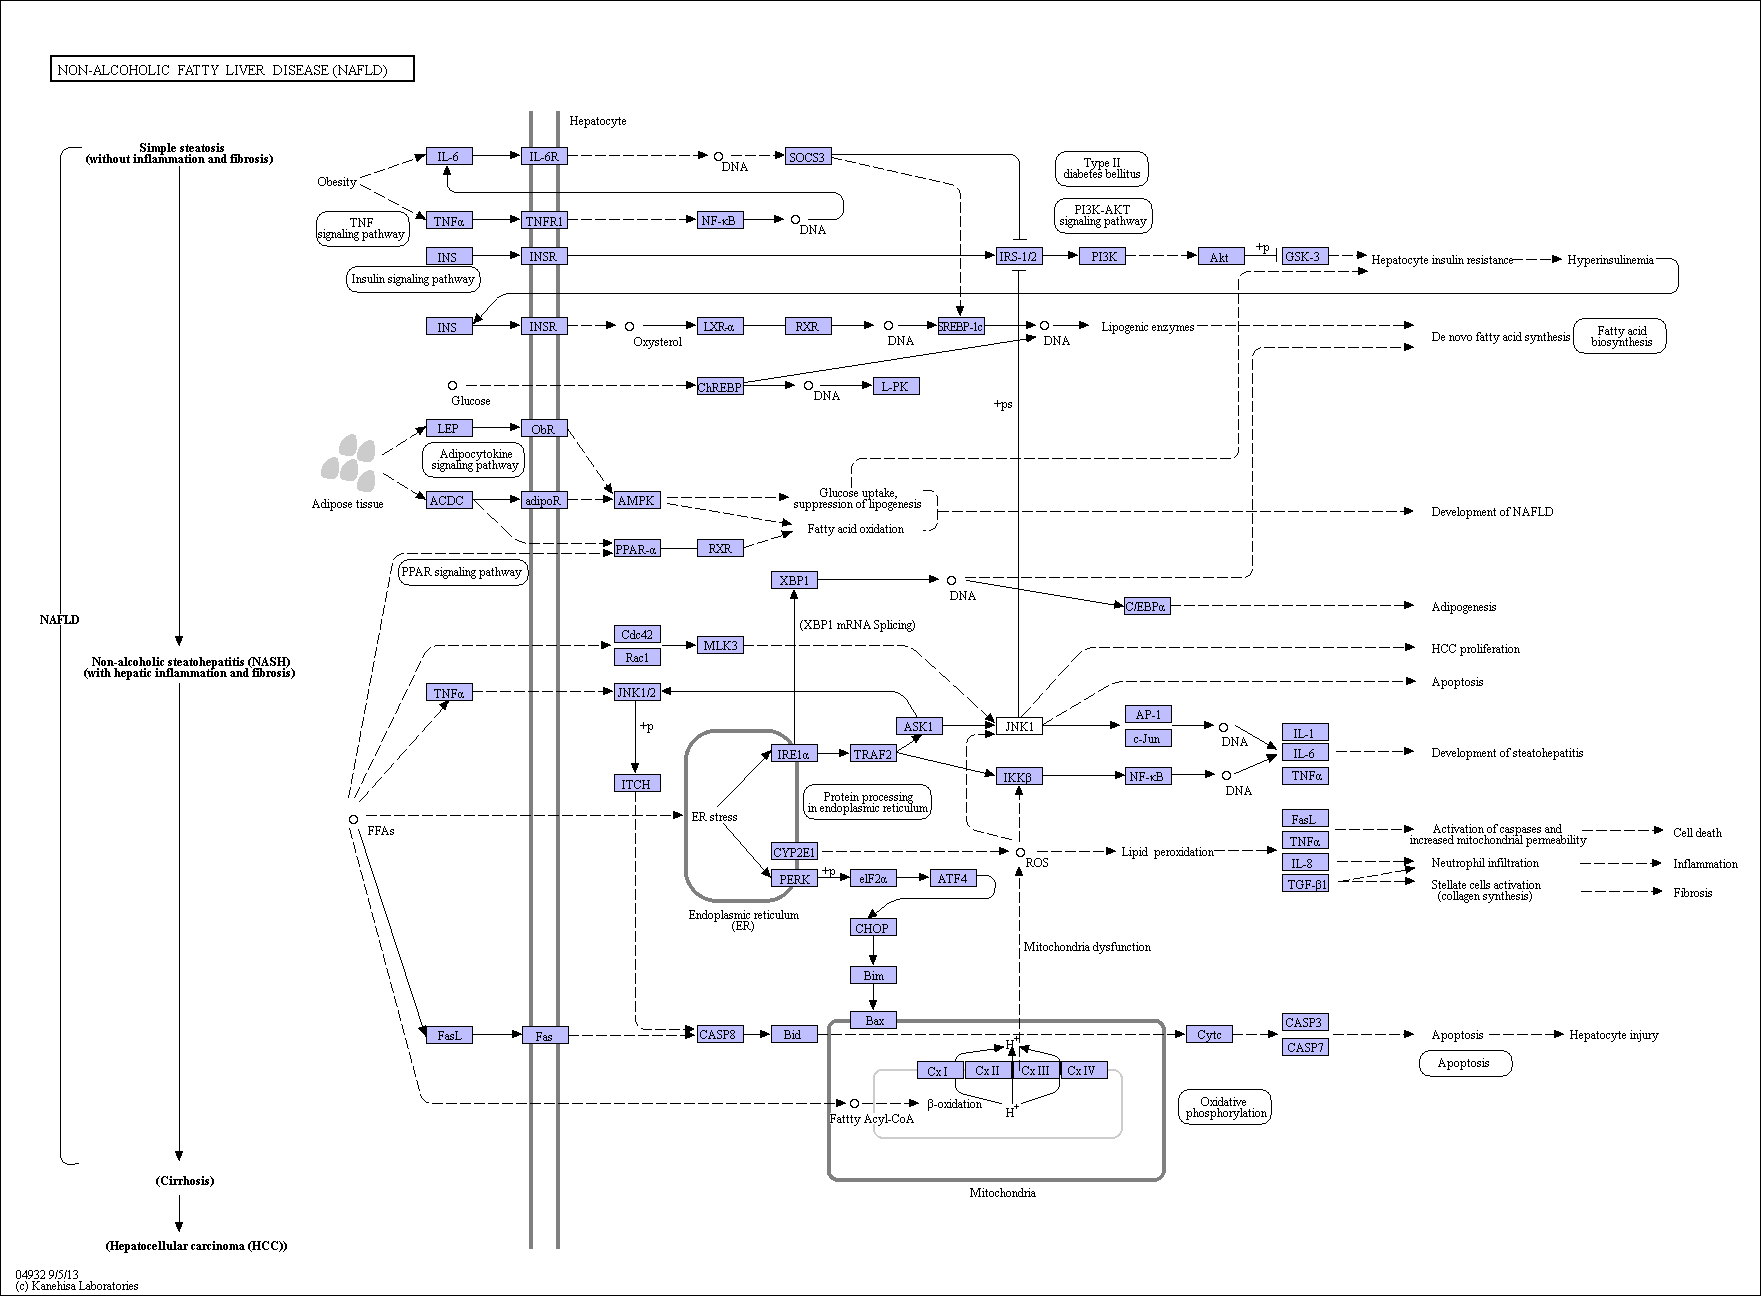 NON-ALCOHOLIC FATTY LIVER DISEASE (NAFLD)
Hepatocyte
Simple steatosis
(without inflammation and fibrosis)
NAFLD
Non-alcoholic steatohepatitis (NASH)
(with hepatic inflammation and fibrosis)
(Cirrhosis)
(Hepatocellular carcinoma (HCC))
Obesity
IL-6
IL-6R
DNA
SOCS3
Type II
diabetes bellitus
TNF
signaling pathway
TNFα
TNFR1
NF-κB
DNA
PI3K-AKT
signaling pathway
INS
INSR
IRS-1/2
PI3K
Akt
+p
GSK-3
Hepatocyte insulin resistance
Hyperinsulinemia
Insulin signaling pathway
INS
INSR
Oxysterol
LXR-α
RXR
DNA
SREBP-1c
DNA
Lipogenic enzymes
De novo fatty acid synthesis
Fatty acid
biosynthesis
Glucose
ChREBP
DNA
L-PK
+ps
LEP
ObR
Adipocytokine
signaling pathway
Adipose tissue
ACDC
adipoR
AMPK
Glucose uptake,
suppression of lipogenesis
Fatty acid oxidation
Development of NAFLD
PPAR-α
RXR
PPAR signaling pathway
XBP1
DNA
C/EBPα
Adipogenesis
(XBP1 mRNA Splicing)
Cdc42
Rac1
MLK3
HCC proliferation
Apoptosis
TNFα
JNK1/2
+p
ITCH
ASK1
JNK1
AP-1
c-Jun
DNA
IL-1
IL-6
TNFα
Development of steatohepatitis
IRE1α
TRAF2
IKKβ
NF-κB
DNA
Protein processing
in endoplasmic reticulum
ER stress
FFAs
CYP2E1
ROS
Lipid peroxidation
FasL
TNFα
IL-8
TGF-β1
Activation of caspases and
increased mitochondrial permeability
Cell death
Neutrophil infiltration
Inflammation
Stellate cells activation
(collagen synthesis)
Fibrosis
PERK
+p
elF2α
ATF4
Endoplasmic reticulum
(ER)
CHOP
Mitochondria dysfunction
Bim
Bax
FasL
Fas
CASP8
Bid
Cytc
CASP3
CASP7
Apoptosis
Hepatocyte injury
Apoptosis
H+
Cx I
Cx II
Cx III
Cx IV
β-oxidation
H+
Fattty Acyl-CoA
Oxidative
phosphorylation
Mitochondria
04932 9/5/13
(c) Kanehisa Laboratories